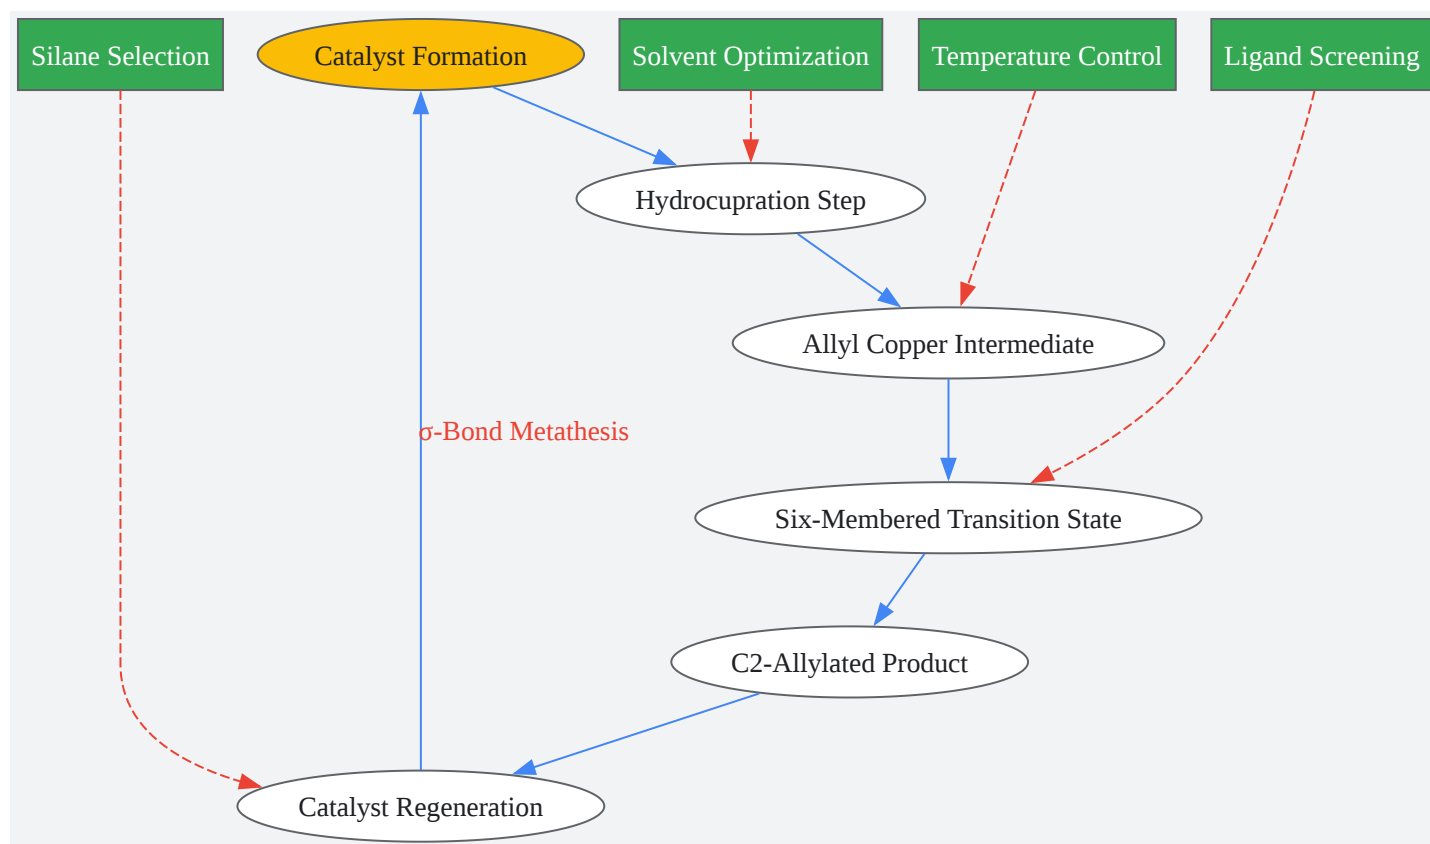 Silane Selection
Catalyst Formation
Solvent Optimization
Temperature Control
Ligand Screening
Hydrocupration Step
Allyl Copper Intermediate
σ-Bond Metathesis
Six-Membered Transition State
C2-Allylated Product
Catalyst Regeneration